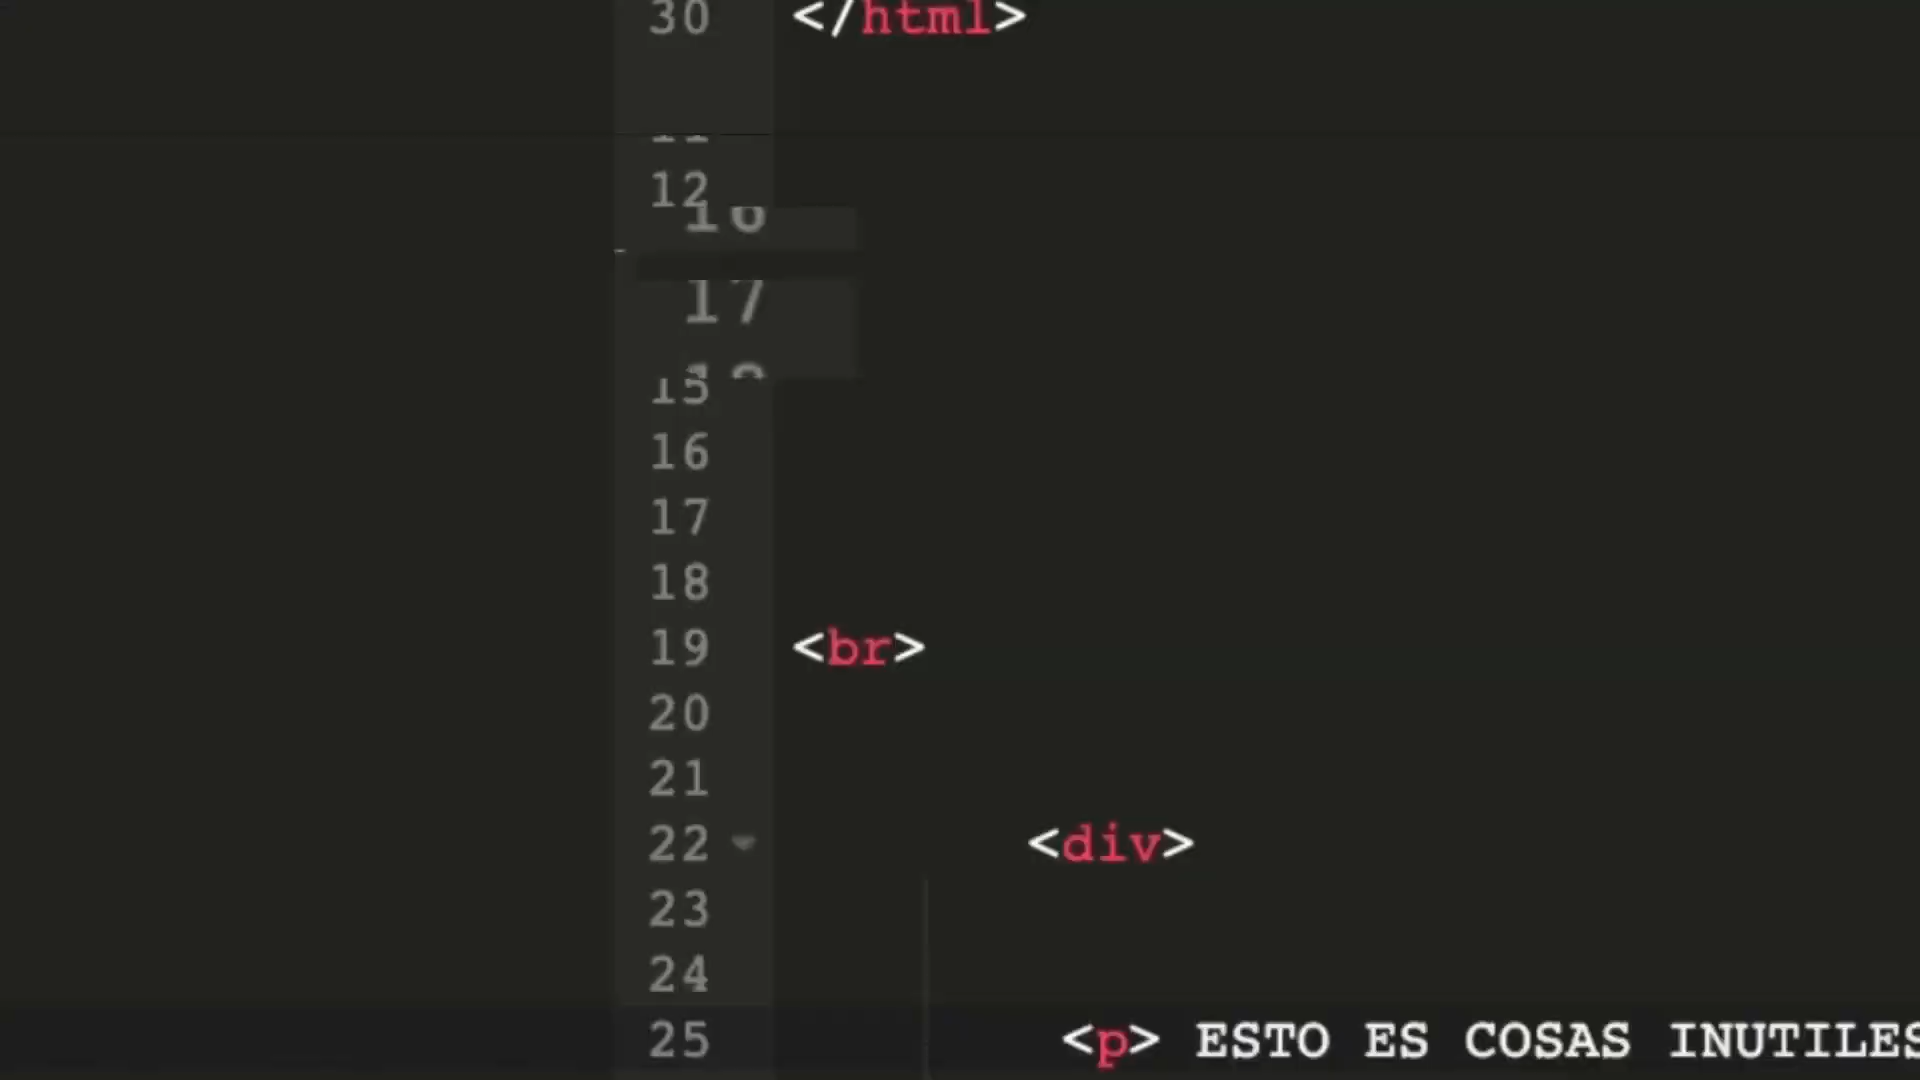 30 </html>
12
17
15
16
17
18
19 <br>
20
21
22 <div>
23
24
25 <p> ESTO ES COSAS INUTILES